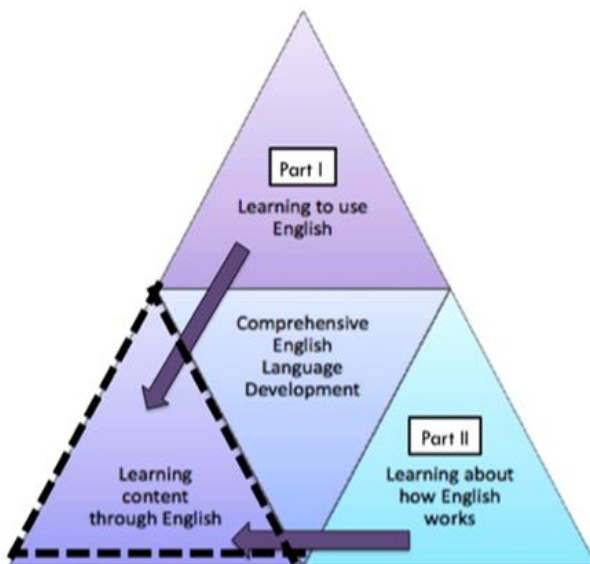 Part I
Learning to use
English
Comprehensive
English
Language
Development
Learning
content
through English
Part II
Learning about
how English
works